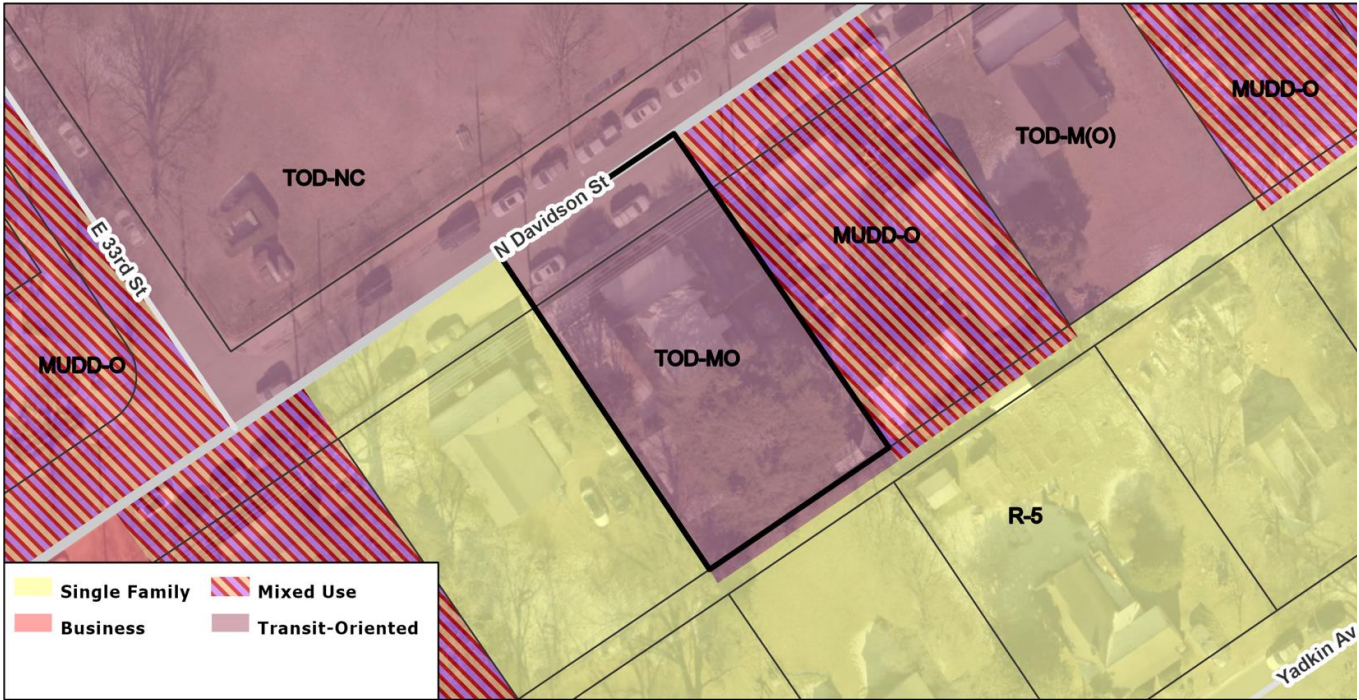 MUDD-O
TOD-M(O)
TOD-NC
N Davidson St
E 33rd St
MUDD-O
MUDD-O
TOD-MO
R-5
Yadkin Av
Single Family
Mixed Use
Business
Transit-Oriented